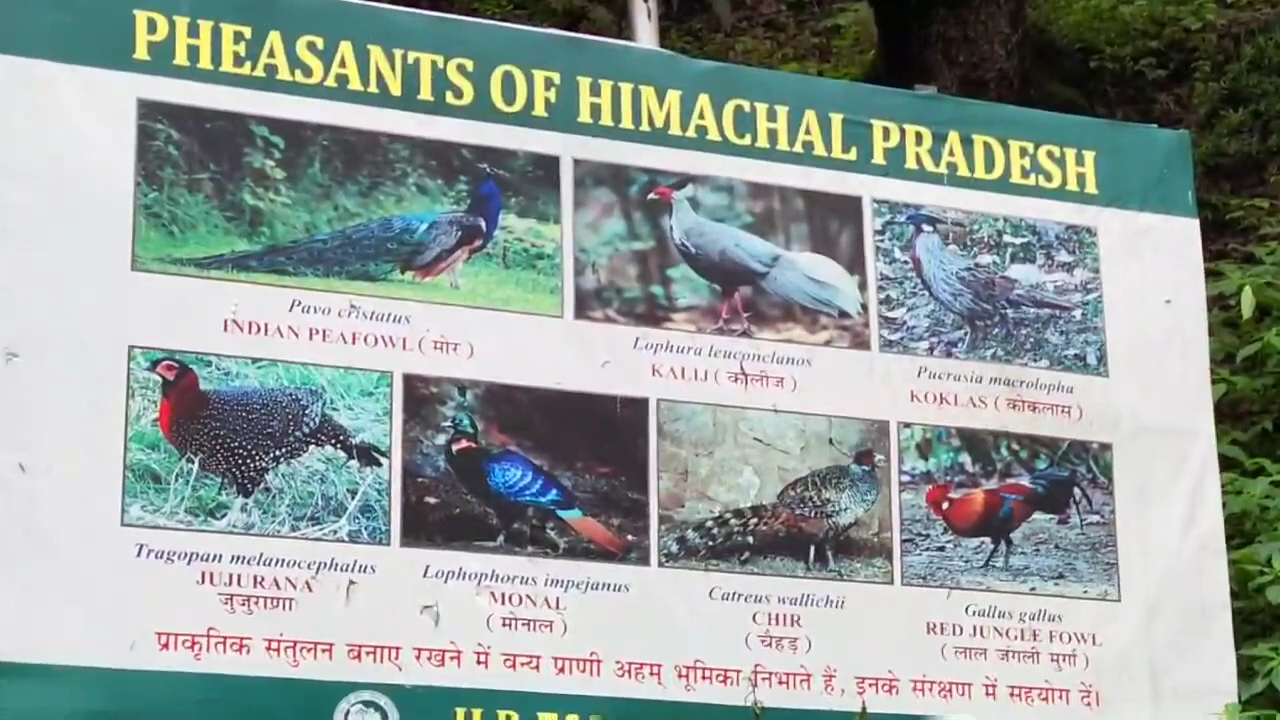 PHEASANTS OF HIMACHAL PRADESH
Pavo cristatus
INDIAN PEAFOWL ( मोर )
Lophura leuconclanos
KALIJ ( कालीज )
Pucrasia macrolopha
KOKLAS ( कोकलास )
Tragopan melanocephalus
JUJURANA
जुजुराणा
Lophophorus impejanus
MONAL
( मोनाल )
Catreus wallichii
CHIR
( चैहड़ )
Gallus gallus
RED JUNGLE FOWL
( लाल जंगली मुर्गा )
प्राकृतिक संतुलन बनाए रखने में वन्य प्राणी अहम् भूमिका निभाते हैं, इनके संरक्षण में सहयोग दें।